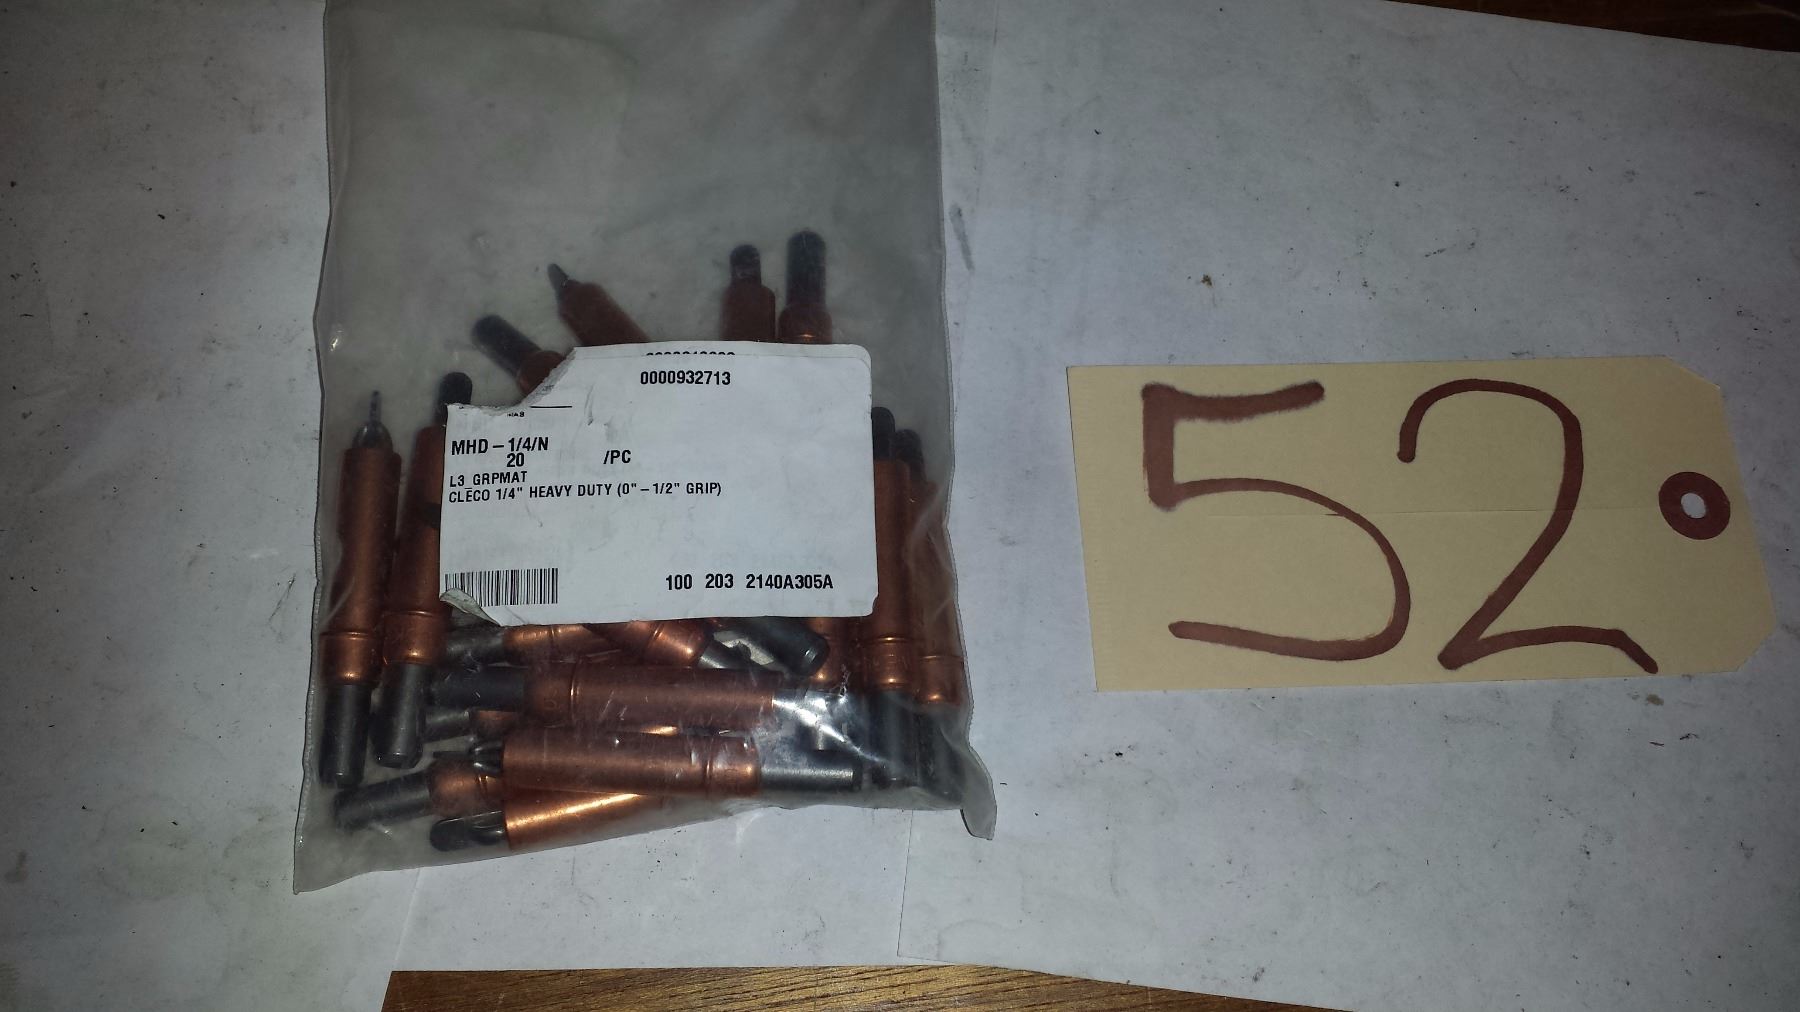 0000932713
MHD-1/4/N
20 /PC
L3_GRPMAT
CLECO 1/4" HEAVY DUTY (0"-1/2" GRIP)
100 203 2140A305A
52